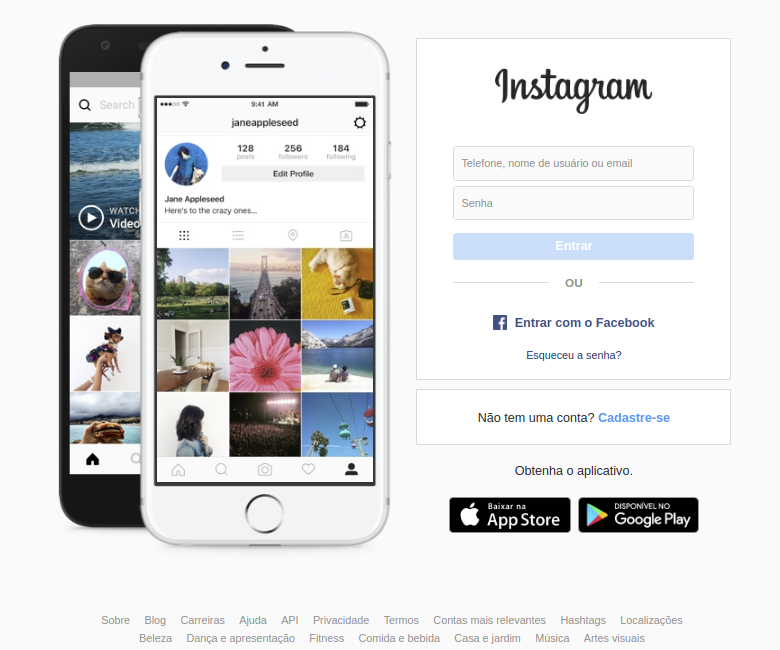 Search
WATCH
Video
9:41 AM
janeappleseed
128 256 184
posts followers following
Edit Profile
Jane Appleseed
Here's to the crazy ones...
Instagram
Telefone, nome de usuário ou email
Senha
Entrar
OU
Entrar com o Facebook
Esqueceu a senha?
Não tem uma conta? Cadastre-se
Obtenha o aplicativo.
Baixar na
App Store
DISPONÍVEL NO
Google Play
Sobre Blog Carreiras Ajuda API Privacidade Termos Contas mais relevantes Hashtags Localizações
Beleza Dança e apresentação Fitness Comida e bebida Casa e jardim Música Artes visuais